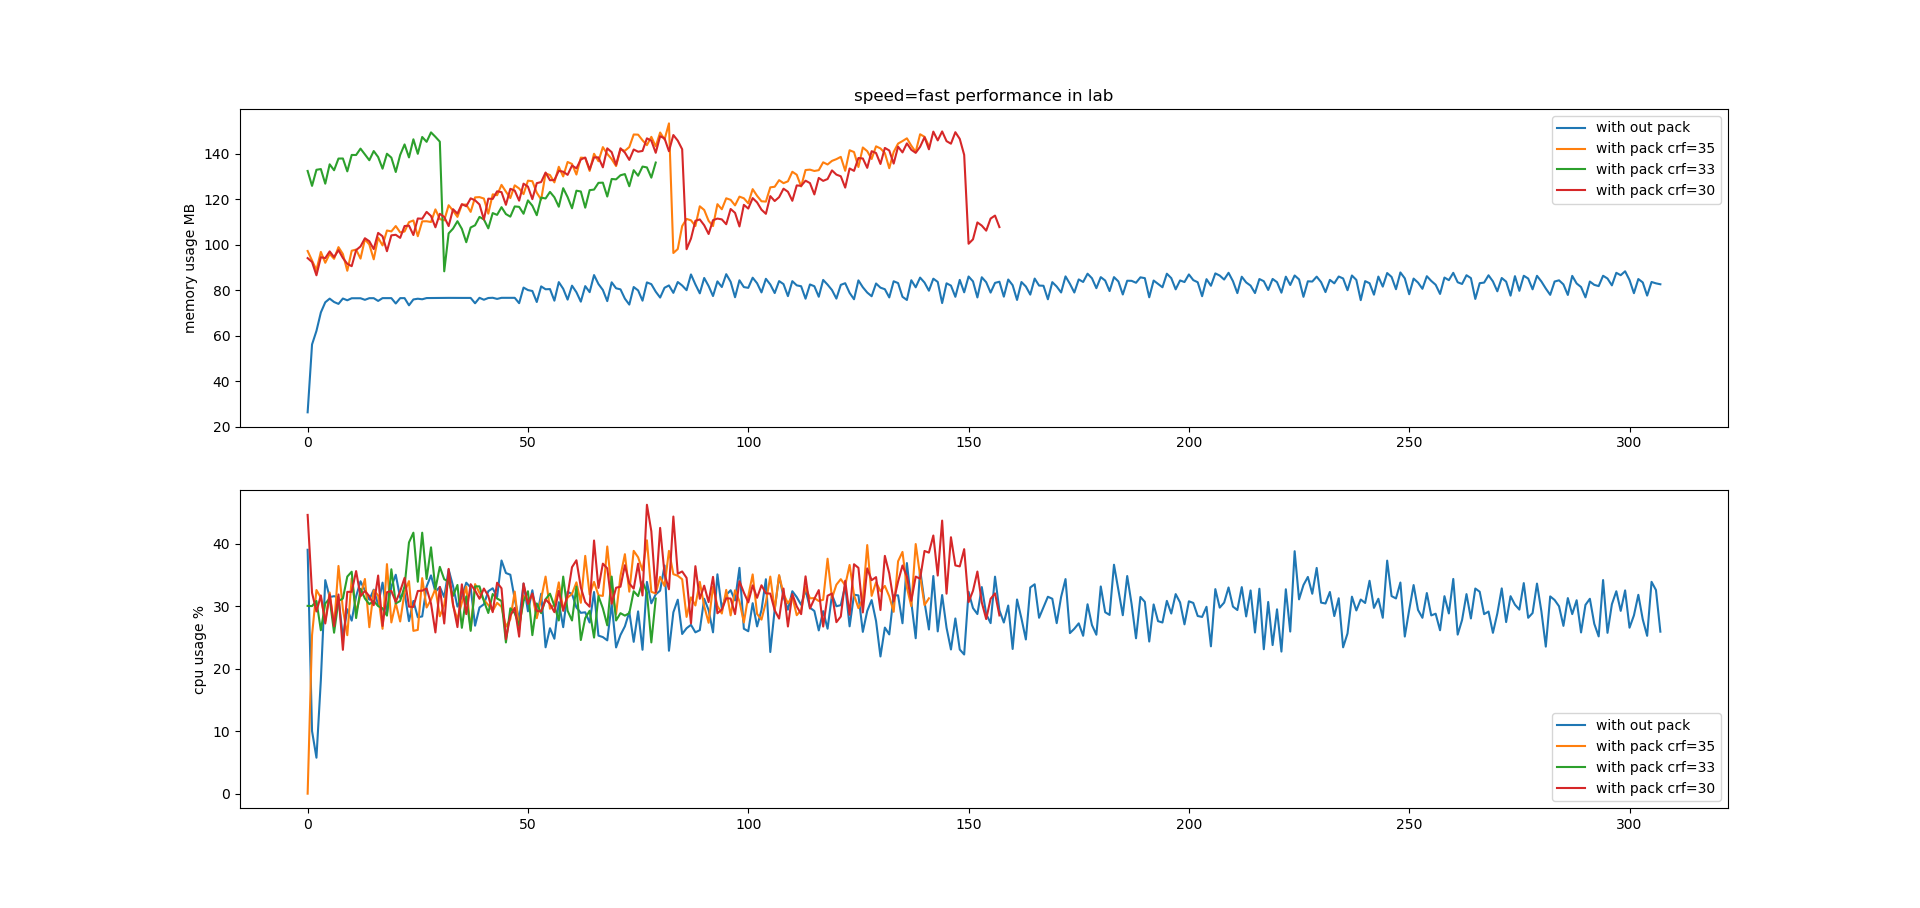 speed=fast performance in lab
memory usage MB
140
120
100
80
60
40
20
0
50
100
150
200
250
300
with out pack
with pack crf=35
with pack crf=33
with pack crf=30
cpu usage %
40
30
20
10
0
0
50
100
150
200
250
300
with out pack
with pack crf=35
with pack crf=33
with pack crf=30